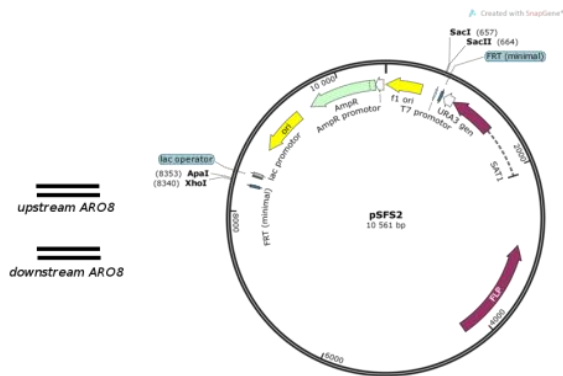 Created with SnapGene®
SacI (657)
SacII (664)
FRT (minimal)
10 000
AmpR
AmpR promotor
f1 ori
T7 promotor
URA3 gen
2000
SAT1
ori
lac promotor
lac operator
(8353) ApaI
(8340) XhoI
FRT (minimal)
8000
upstream ARO8
downstream ARO8
pSFS2
10 561 bp
FLP
4000
6000